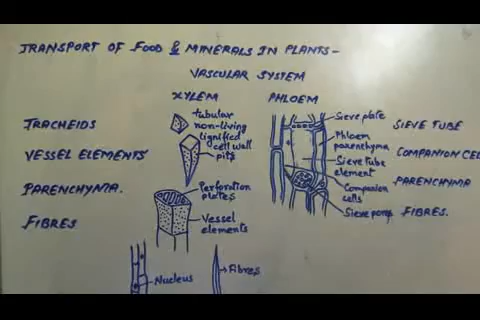 TRANSPORT OF FOOD & MINERALS IN PLANTS -
VASCULAR SYSTEM
XYLEM
PHLOEM
TRACHEIDS
VESSEL ELEMENTS
PARENCHYMA.
FIBRES
tubular
non-living
lignified
cell wall
pits
Perforation
plates
Vessel
elements
Nucleus
Fibres
Sieve plate
Phloem
parenchyma
Sieve tube
element
Companion
cells
Sieve pores
SIEVE TUBE
COMPANION CEL
PARENCHYMA
FIBRES.